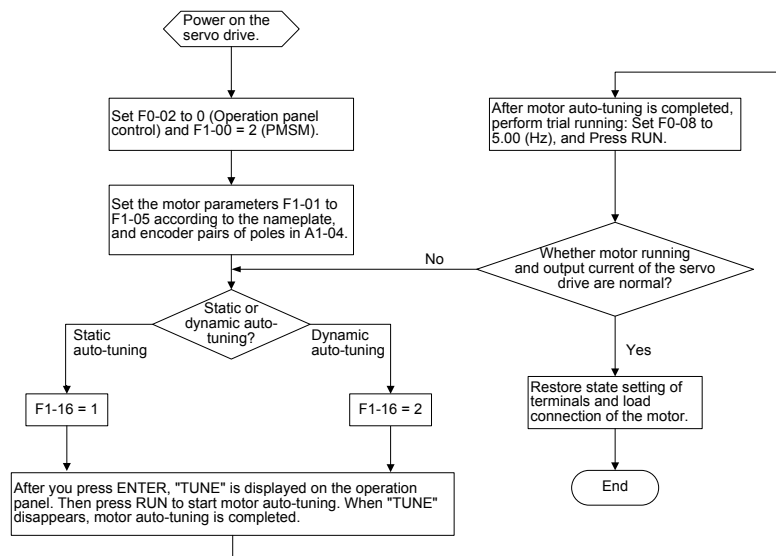 Power on the
servo drive.
Set F0-02 to 0 (Operation panel
control) and F1-00 = 2 (PMSM).
Set the motor parameters F1-01 to
F1-05 according to the nameplate,
and encoder pairs of poles in A1-04.
Static or
dynamic auto-
tuning?
Static
auto-tuning
Dynamic
auto-tuning
F1-16 = 1
F1-16 = 2
After you press ENTER, "TUNE" is displayed on the operation
panel. Then press RUN to start motor auto-tuning. When "TUNE"
disappears, motor auto-tuning is completed.
After motor auto-tuning is completed,
perform trial running: Set F0-08 to
5.00 (Hz), and Press RUN.
Whether motor running
and output current of the servo
drive are normal?
No
Yes
Restore state setting of
terminals and load
connection of the motor.
End